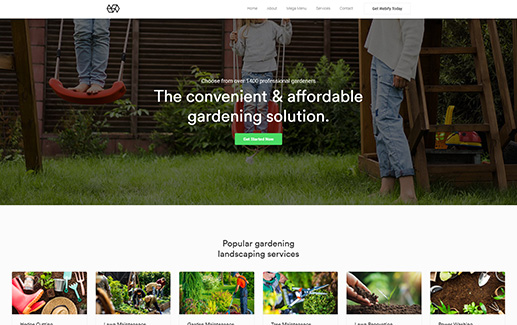 Home About Mega Menu Services Contact Get Webify Today
Choose from over 1400 professional gardeners
The convenient & affordable
gardening solution.
Get Started Now
Popular gardening
landscaping services
Hedge Cutting Lawn Maintenance Garden Maintenance Tree Maintenance Lawn Renovation Power Washing